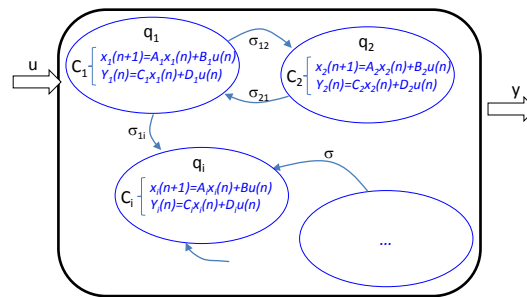 u
q1
C1
x1(n+1)=A1x1(n)+B1u(n)
Y1(n)=C1x1(n)+D1u(n)
σ12
q2
C2
x2(n+1)=A2x2(n)+B2u(n)
Y2(n)=C2x2(n)+D2u(n)
σ21
y
σ1i
qi
Ci
xi(n+1)=Aixi(n)+Bu(n)
Yi(n)=Cixi(n)+Diu(n)
σ
...